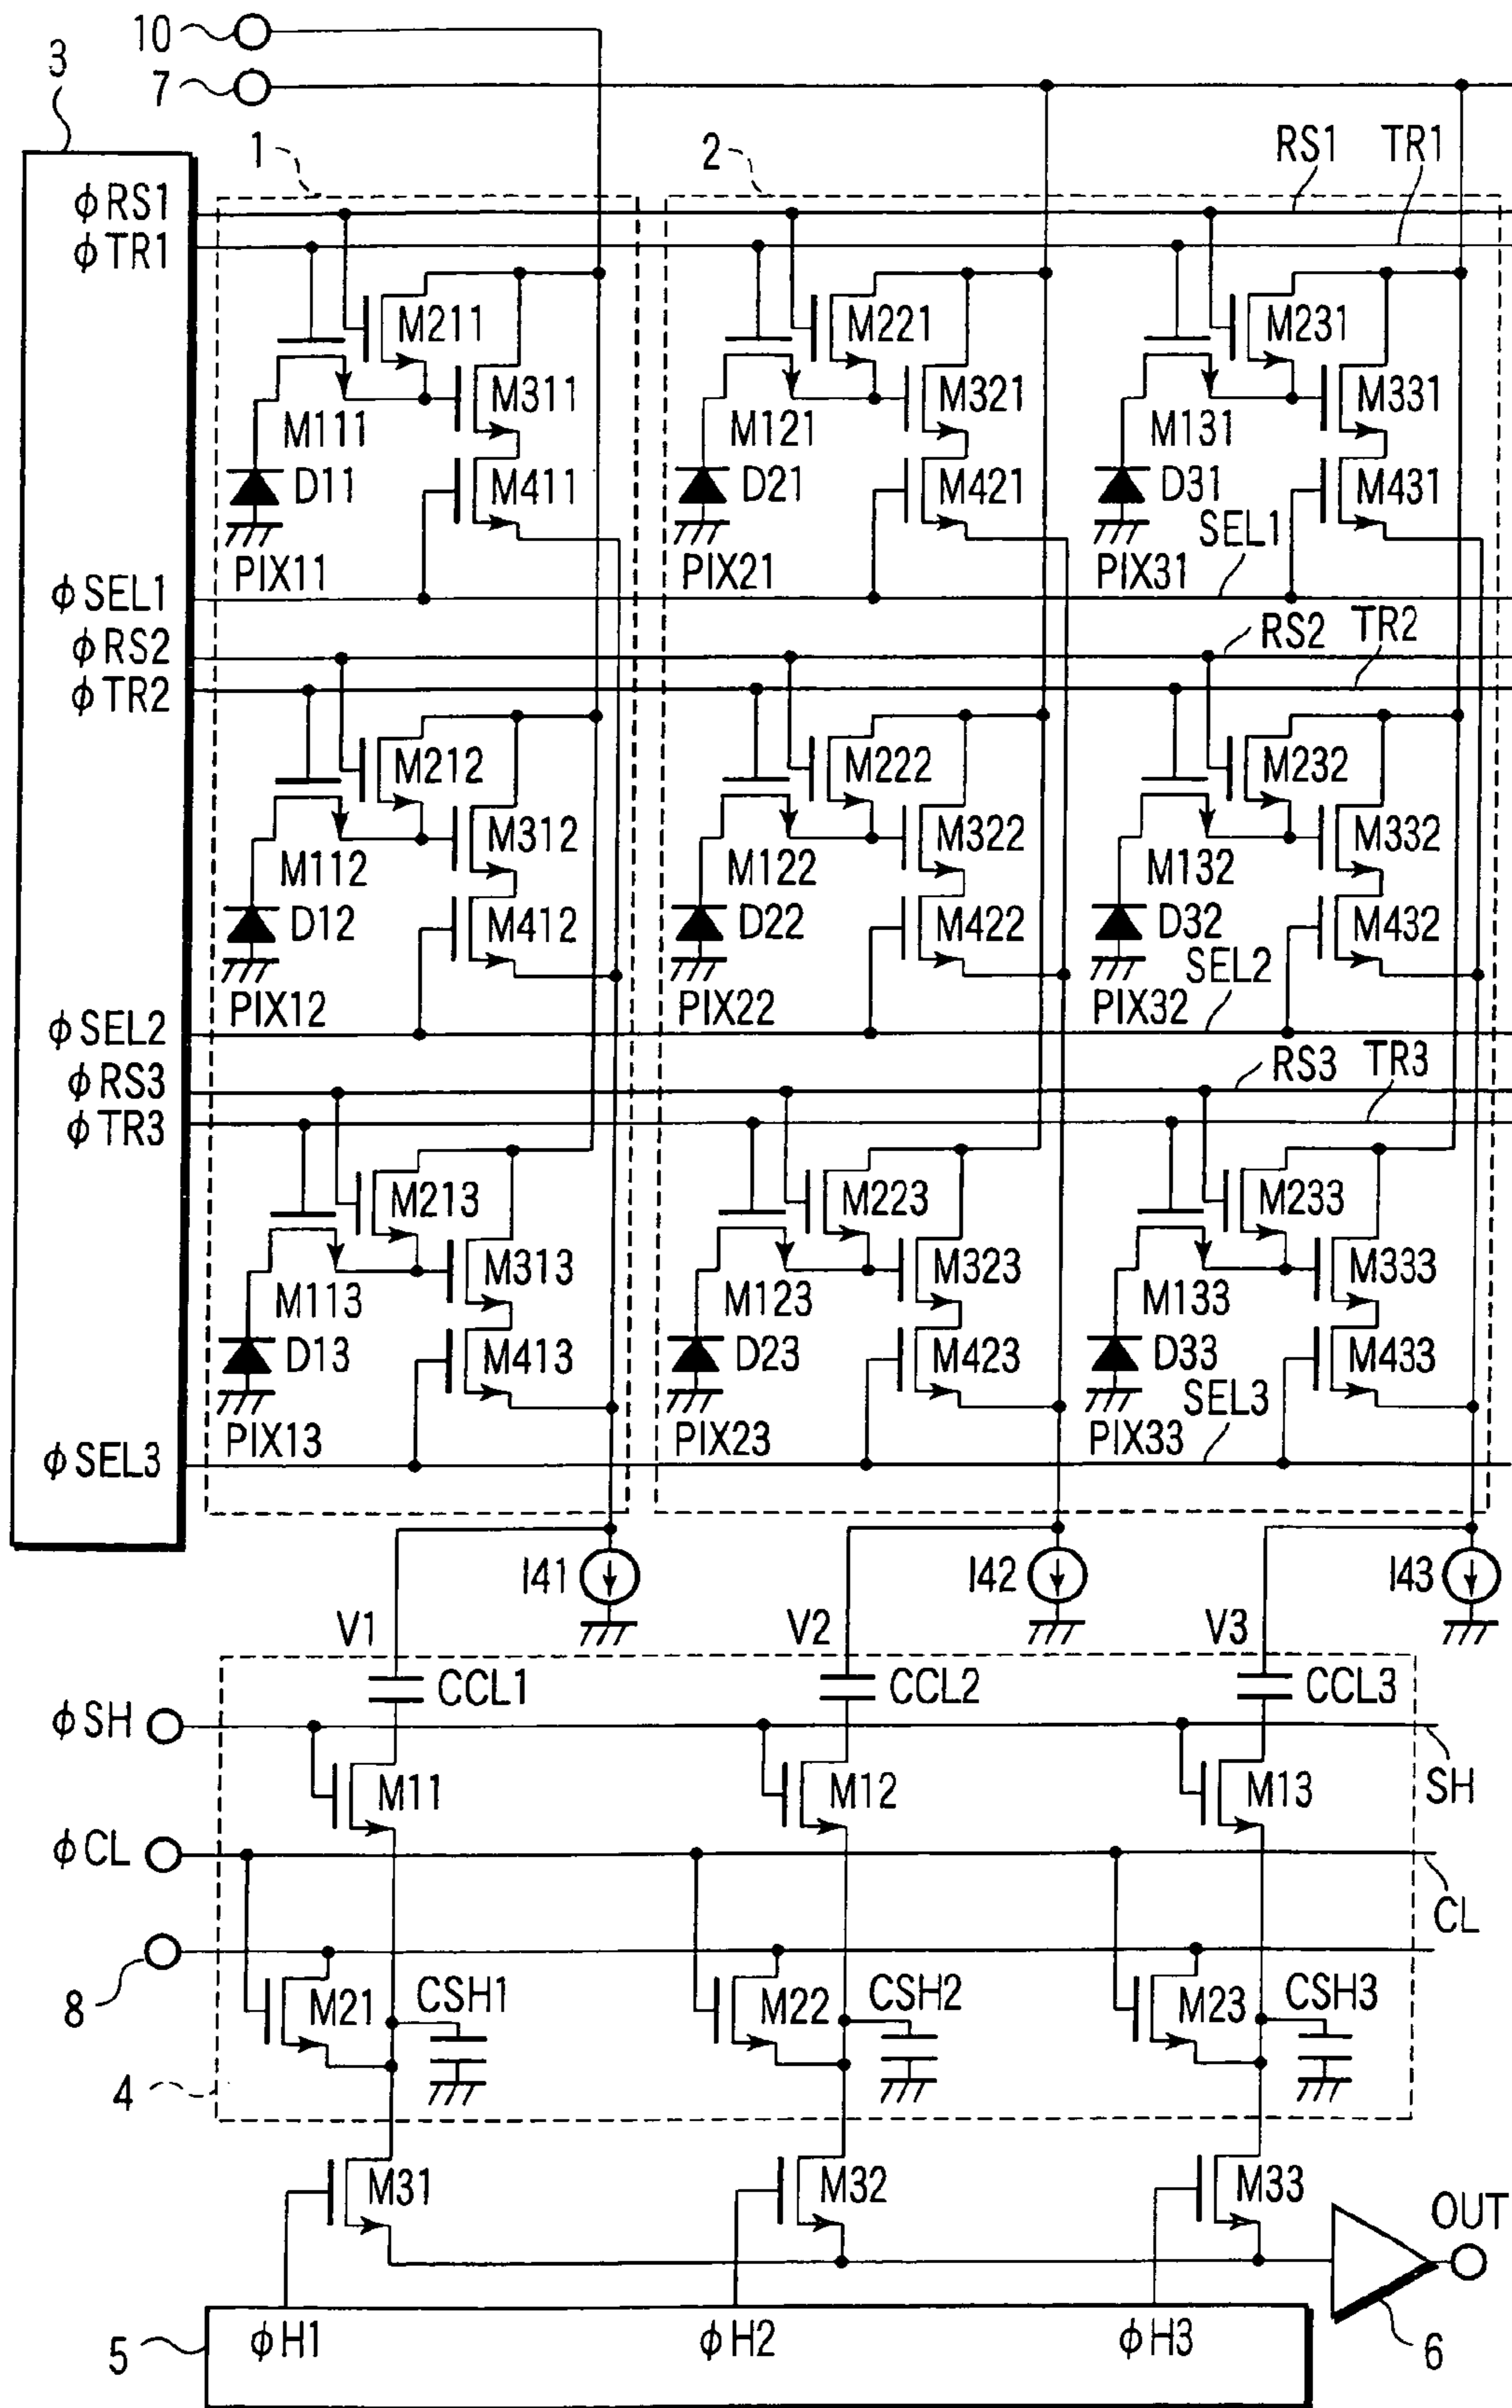 10
3
7
1
2
RS1 TR1
φRS1
φTR1
M211 M221 M231
M311 M321 M331
M111 M121 M131
D11 M411 D21 M421 D31 M431
SEL1
PIX11 PIX21 PIX31
φSEL1
φRS2 RS2 TR2
φTR2
M212 M222 M232
M312 M322 M332
M112 M122 M132
D12 M412 D22 M422 D32 M432
SEL2
PIX12 PIX22 PIX32
φSEL2
φRS3 RS3 TR3
φTR3
M213 M223 M233
M313 M323 M333
M113 M123 M133
D13 M413 D23 M423 D33 M433
SEL3
PIX13 PIX23 PIX33
φSEL3
I41 I42 I43
V1 V2 V3
CCL1 CCL2 CCL3
φSH
M11 M12 M13 SH
φCL
CL
8
M21 CSH1 M22 CSH2 M23 CSH3
4
M31 M32 M33
OUT
5 φH1 φH2 φH3 6